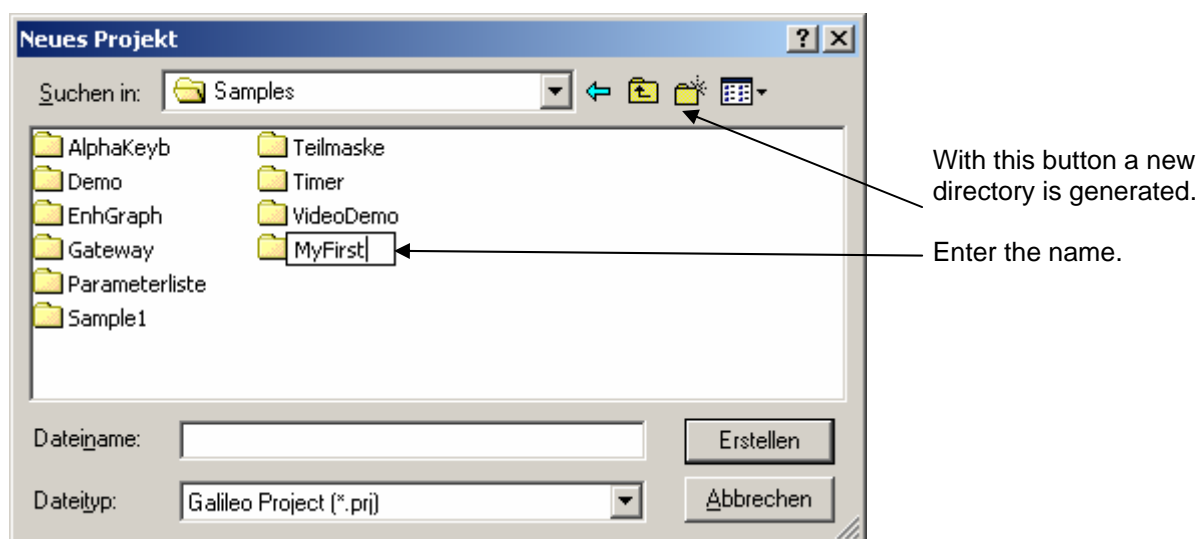 Neues Projekt
Suchen in: Samples
AlphaKeyb
Demo
EnhGraph
Gateway
Parameterliste
Sample1
Teilmaske
Timer
VideoDemo
MyFirst
Dateiname:
Erstellen
Dateityp: Galileo Project (*.prj)
Abbrechen
With this button a new
directory is generated.
Enter the name.